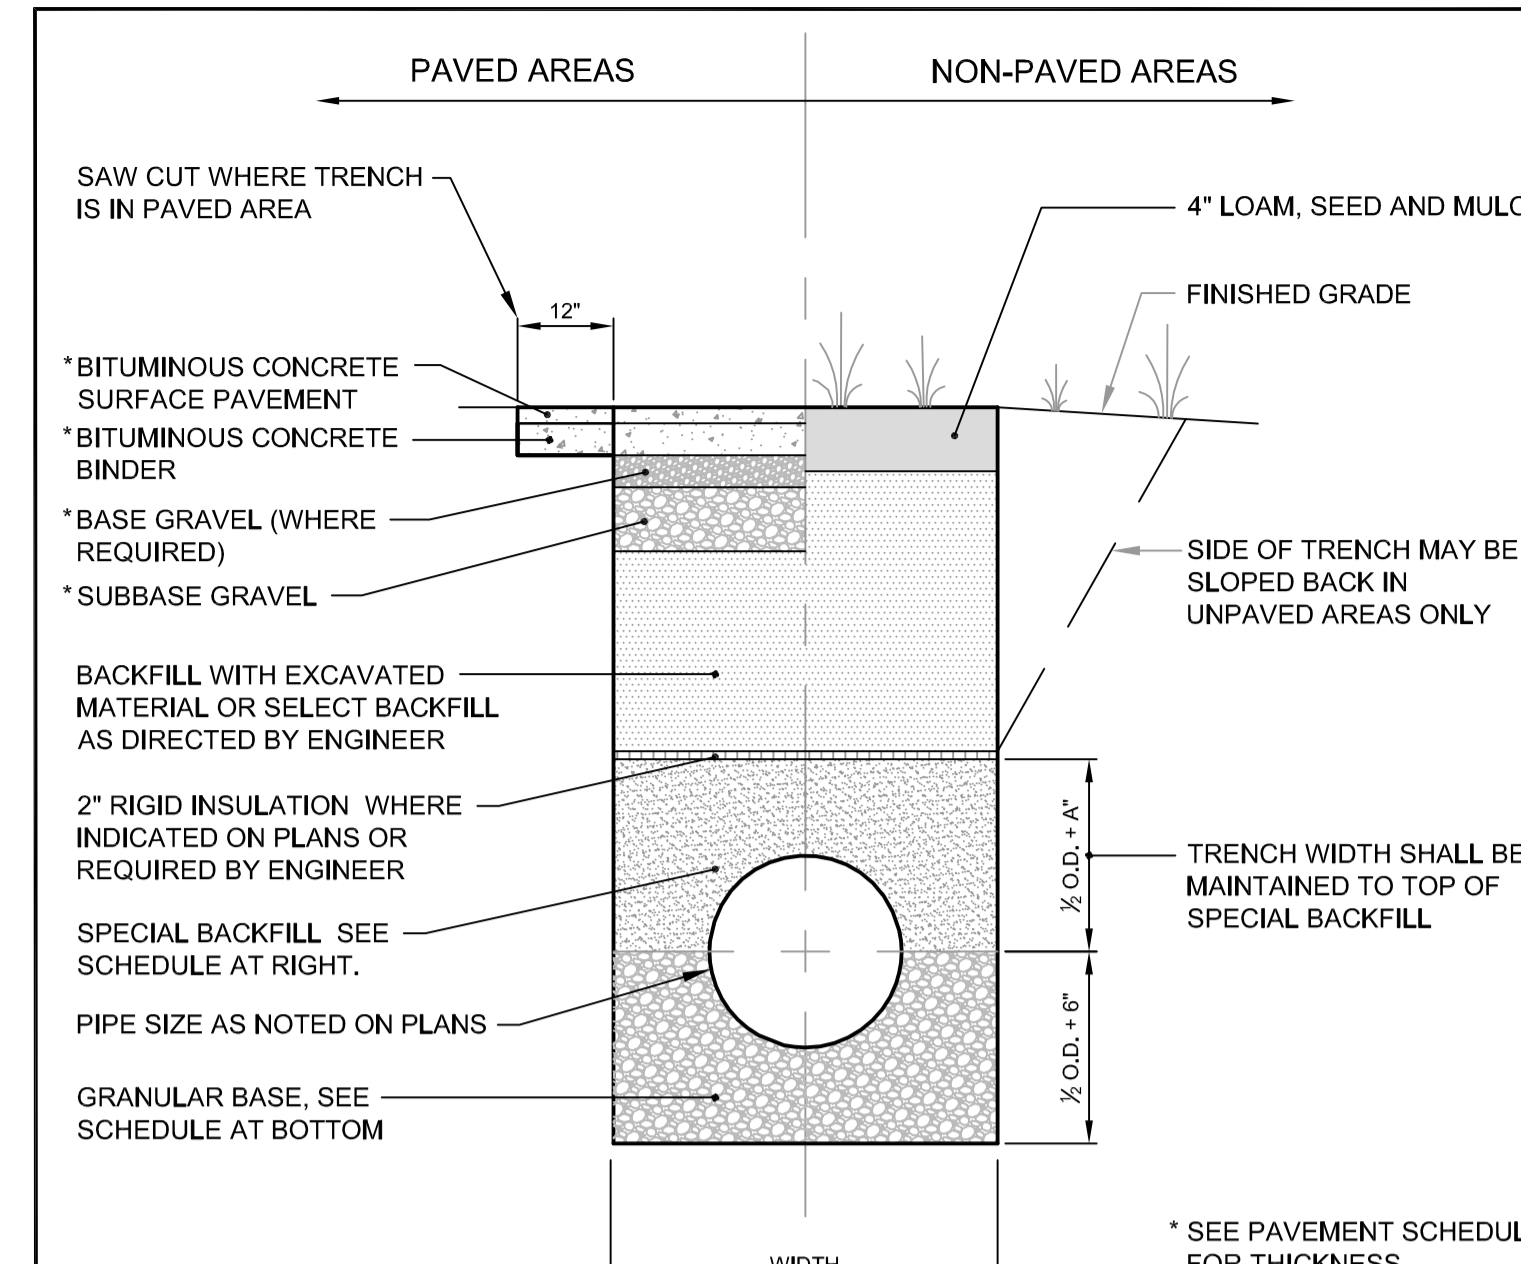 PAVED AREAS
NON-PAVED AREAS
SAW CUT WHERE TRENCH
IS IN PAVED AREA
4" LOAM, SEED AND
FINISHED GRADE
12"
*BITUMINOUS CONCRETE
SURFACE PAVEMENT
*BITUMINOUS CONCRETE
BINDER
*BASE GRAVEL (WHERE
REQUIRED)
*SUBBASE GRAVEL
SIDE OF TRENCH MAY BE
SLOPED BACK IN
UNPAVED AREAS ONLY
BACKFILL WITH EXCAVATED
MATERIAL OR SELECT BACKFILL
AS DIRECTED BY ENGINEER
2" RIGID INSULATION WHERE
INDICATED ON PLANS OR
REQUIRED BY ENGINEER
½ O.D. + A"
TRENCH WIDTH SHALL BE
MAINTAINED TO TOP OF
SPECIAL BACKFILL
SPECIAL BACKFILL SEE
SCHEDULE AT RIGHT.
PIPE SIZE AS NOTED ON PLANS
½ O.D. + 6"
GRANULAR BASE, SEE
SCHEDULE AT BOTTOM
WIDTH
* SEE PAVEMENT
FOR THICKNESS